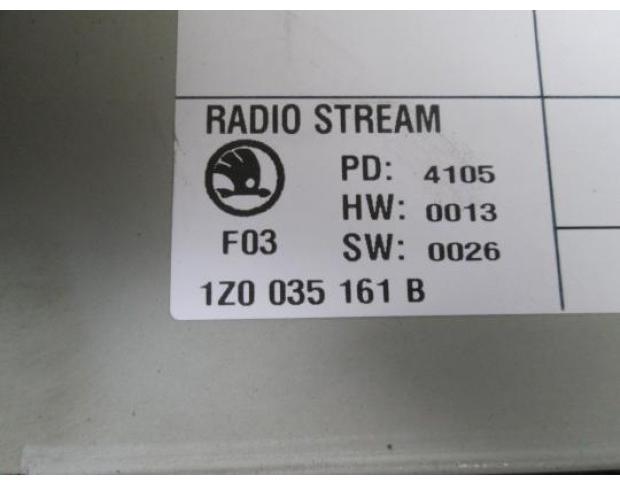 RADIO STREAM
PD: 4105
HW: 0013
F03 SW: 0026
1Z0 035 161 B